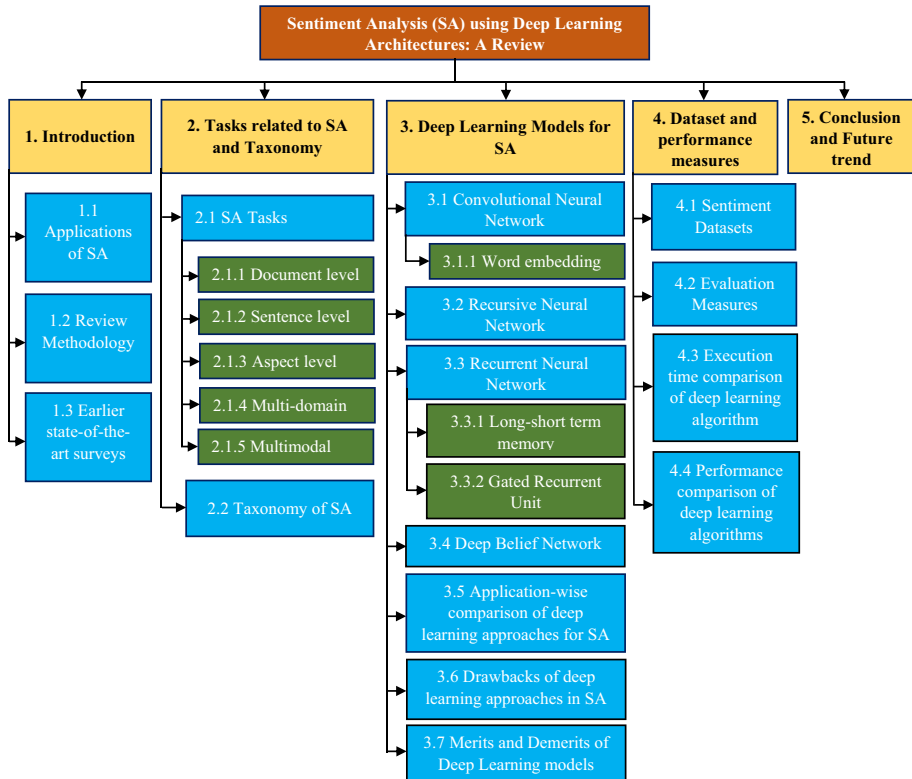 Sentiment Analysis (SA) using Deep Learning
Architectures: A Review
1. Introduction
1.1
Applications
of SA
1.2 Review
Methodology
1.3 Earlier
state-of-the-
art surveys
2. Tasks related to SA
and Taxonomy
2.1 SA Tasks
2.1.1 Document level
2.1.2 Sentence level
2.1.3 Aspect level
2.1.4 Multi-domain
2.1.5 Multimodal
2.2 Taxonomy of SA
3. Deep Learning Models for
SA
3.1 Convolutional Neural
Network
3.1.1 Word embedding
3.2 Recursive Neural
Network
3.3 Recurrent Neural
Network
3.3.1 Long-short term
memory
3.3.2 Gated Recurrent
Unit
3.4 Deep Belief Network
3.5 Application-wise
comparison of deep
learning approaches for SA
3.6 Drawbacks of deep
learning approaches in SA
3.7 Merits and Demerits of
Deep Learning models
4. Dataset and
performance
measures
4.1 Sentiment
Datasets
4.2 Evaluation
Measures
4.3 Execution
time comparison
of deep learning
algorithm
4.4 Performance
comparison of
deep learning
algorithms
5. Conclusion
and Future
trend